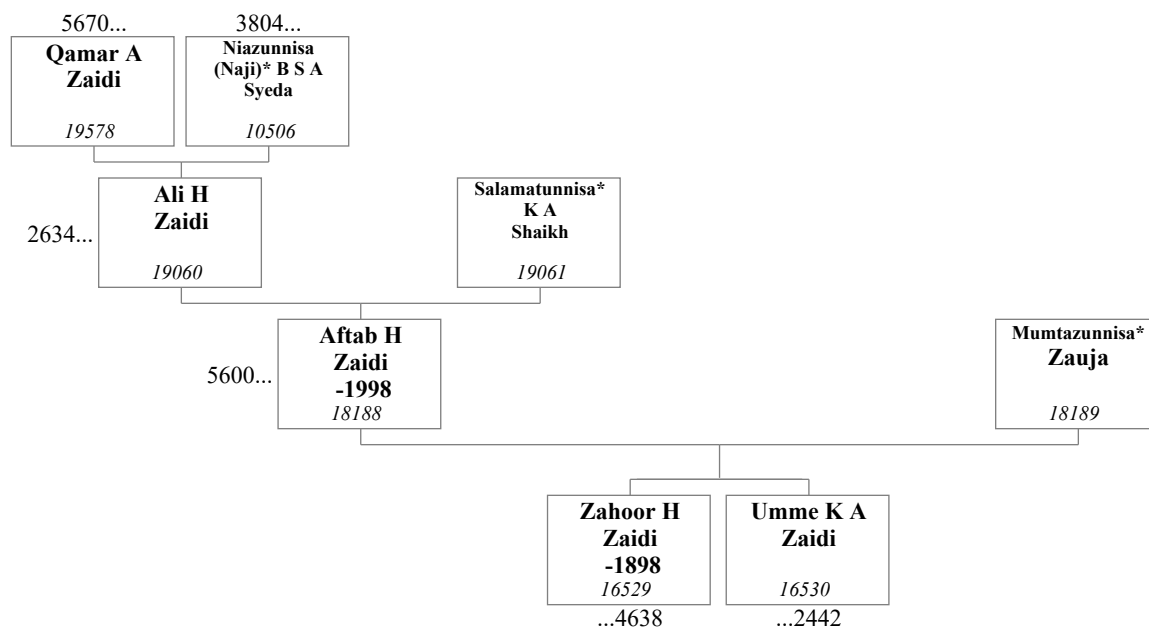 5670...
3804...
Qamar A
Zaidi
19578
Niazunnisa
(Naji)* B S A
Syeda
10506
2634...
Ali H
Zaidi
19060
Salamatunnisa*
K A
Shaikh
19061
5600...
Aftab H
Zaidi
-1998
18188
Mumtazunnisa*
Zauja
18189
Zahoor H
Zaidi
-1898
16529
Umme K A
Zaidi
16530
...4638
...2442